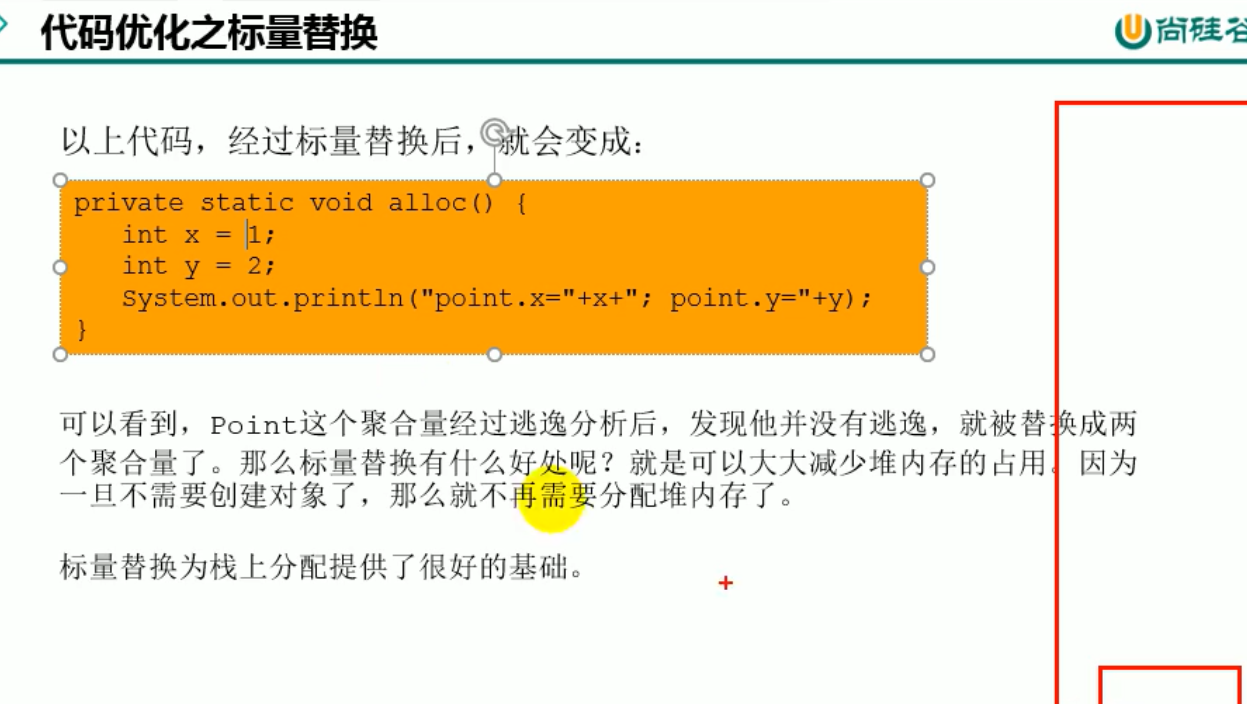 代码优化之标量替换
尚硅谷
以上代码，经过标量替换后，就会变成：
private static void alloc() {
   int x = 1;
   int y = 2;
   System.out.println("point.x="+x+"; point.y="+y);
}
可以看到，Point这个聚合量经过逃逸分析后，发现他并没有逃逸，就被替换成两
个聚合量了。那么标量替换有什么好处呢？就是可以大大减少堆内存的占用。因为
一旦不需要创建对象了，那么就不再需要分配堆内存了。
标量替换为栈上分配提供了很好的基础。